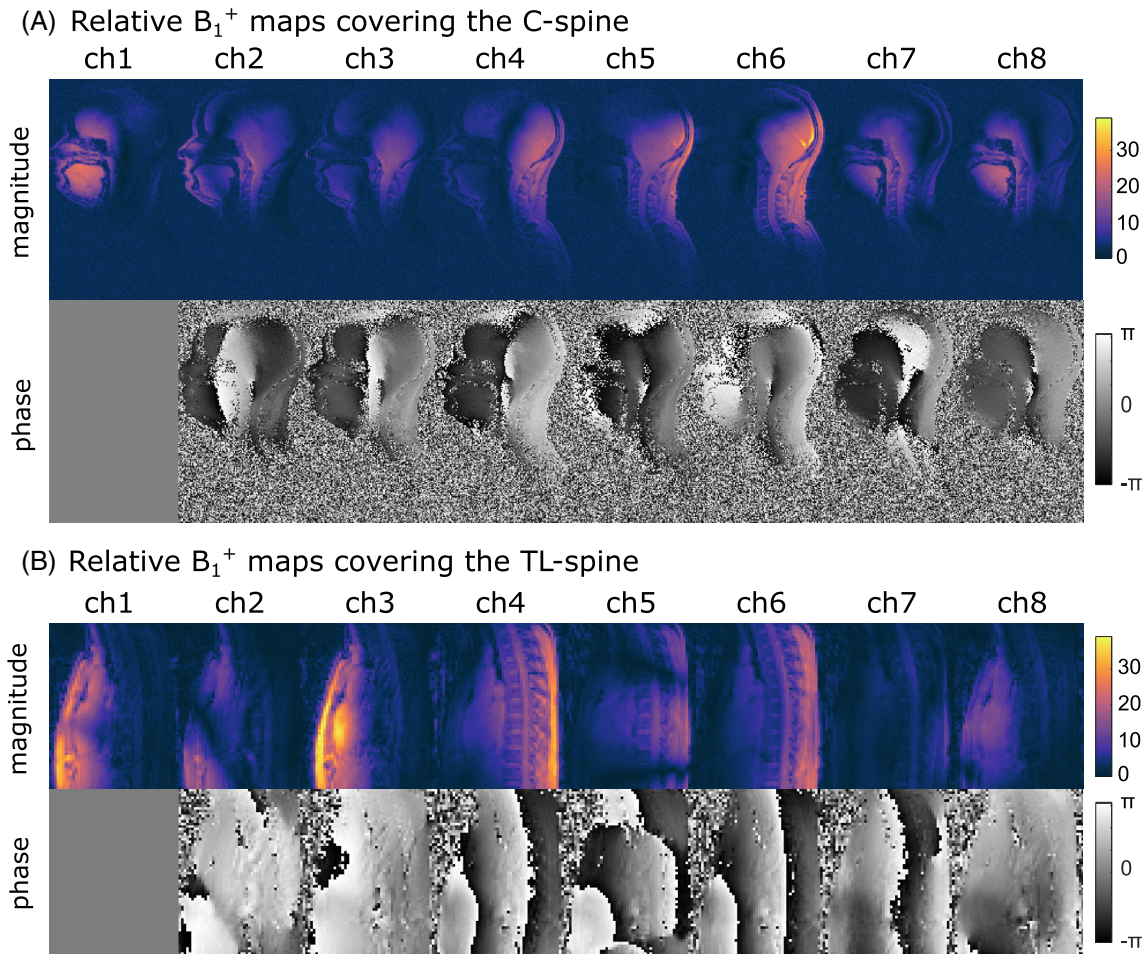 (A) Relative B₁⁺ maps covering the C-spine
ch1 ch2 ch3 ch4 ch5 ch6 ch7 ch8
magnitude
30
20
10
0
phase
π
0
-π
(B) Relative B₁⁺ maps covering the TL-spine
ch1 ch2 ch3 ch4 ch5 ch6 ch7 ch8
magnitude
30
20
10
0
phase
π
0
-π